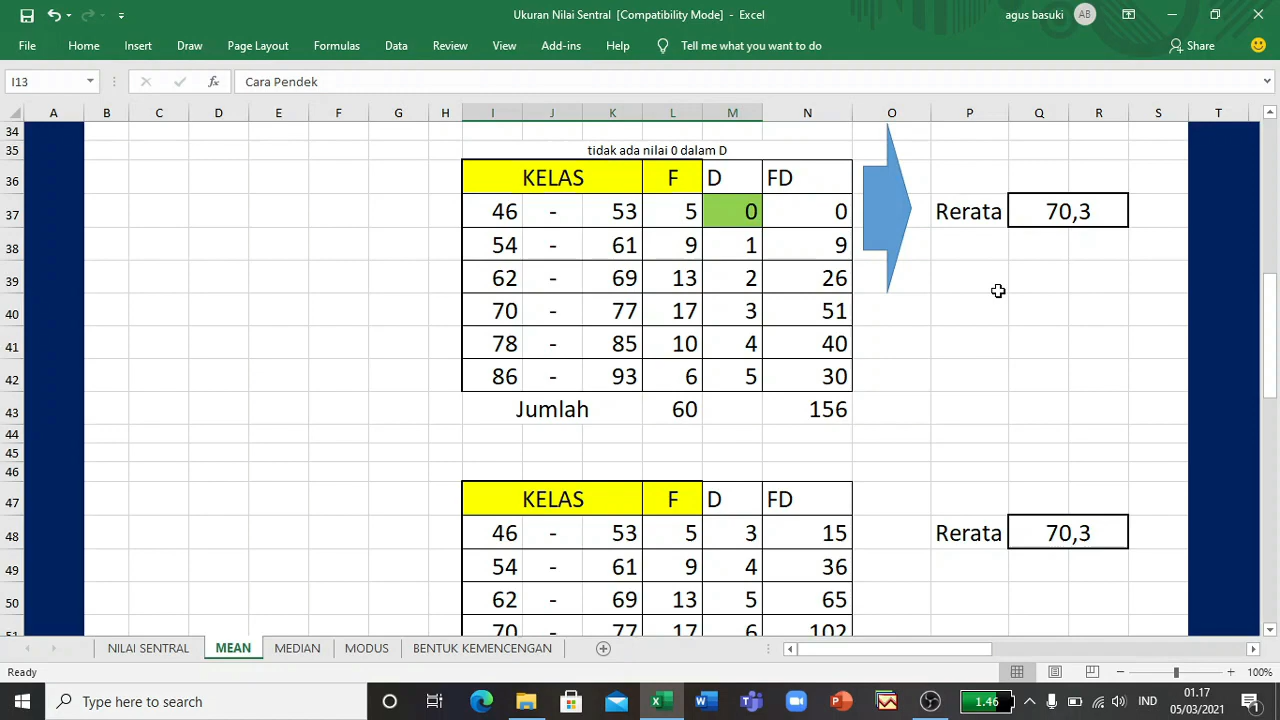 Ukuran Nilai Sentral [Compatibility Mode] - Excel
agus basuki AB
File Home Insert Draw Page Layout Formulas Data Review View Add-ins Help Tell me what you want to do Share
I13 fx Cara Pendek
A B C D E F G H I J K L M N O P Q R S T
34
35 tidak ada nilai 0 dalam D
36 KELAS F D FD
37 46 - 53 5 0 0 Rerata 70,3
38 54 - 61 9 1 9
39 62 - 69 13 2 26
40 70 - 77 17 3 51
41 78 - 85 10 4 40
42 86 - 93 6 5 30
43 Jumlah 60 156
44
45
46
47 KELAS F D FD
48 46 - 53 5 3 15 Rerata 70,3
49 54 - 61 9 4 36
50 62 - 69 13 5 65
51 70 - 77 17 6 102
NILAI SENTRAL MEAN MEDIAN MODUS BENTUK KEMENCENGAN
Ready 100%
Type here to search 1.46 IND 01.17
05/03/2021 1